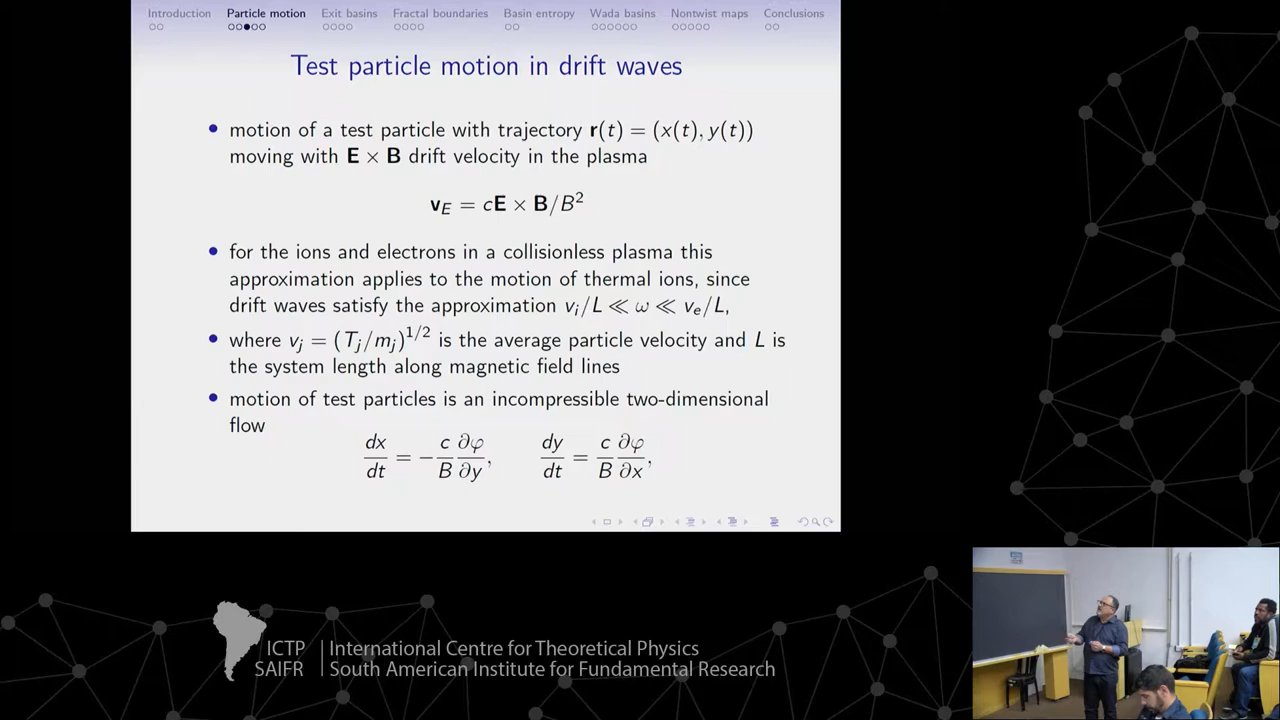 Introduction Particle motion Exit basins Fractal boundaries Basin entropy Wada basins Nontwist maps Conclusions
Test particle motion in drift waves
• motion of a test particle with trajectory r(t) = (x(t), y(t))
moving with E × B drift velocity in the plasma
v_E = cE × B/B²
• for the ions and electrons in a collisionless plasma this
approximation applies to the motion of thermal ions, since
drift waves satisfy the approximation v_i/L ≪ ω ≪ v_e/L,
• where v_j = (T_j/m_j)^{1/2} is the average particle velocity and L is
the system length along magnetic field lines
• motion of test particles is an incompressible two-dimensional
flow
dx/dt = −c/B ∂φ/∂y, dy/dt = c/B ∂φ/∂x,
ICTP | International Centre for Theoretical Physics
SAIFR | South American Institute for Fundamental Research